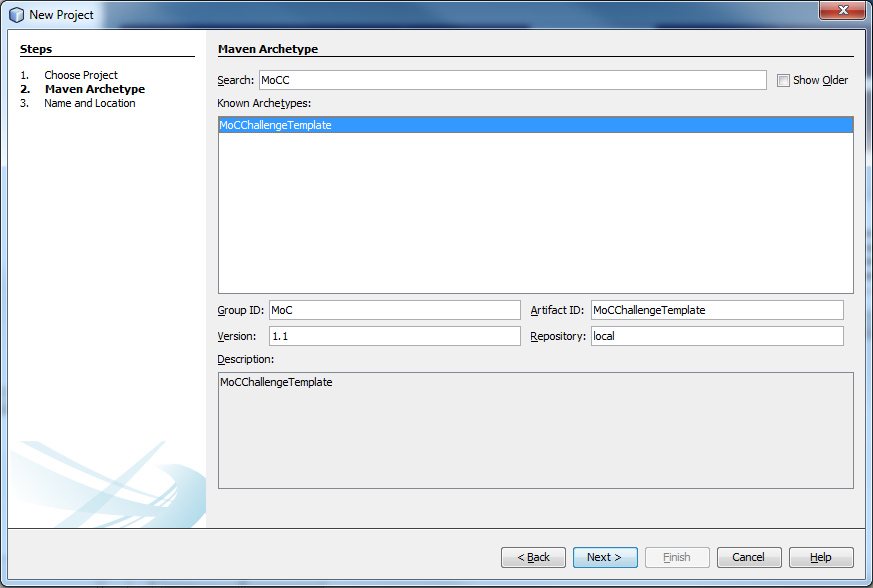 New Project
Steps
1. Choose Project
2. Maven Archetype
3. Name and Location
Maven Archetype
Search: MoCC Show Older
Known Archetypes:
MoCChallengeTemplate
Group ID: MoC Artifact ID: MoCChallengeTemplate
Version: 1.1 Repository: local
Description:
MoCChallengeTemplate
< Back Next > Finish Cancel Help